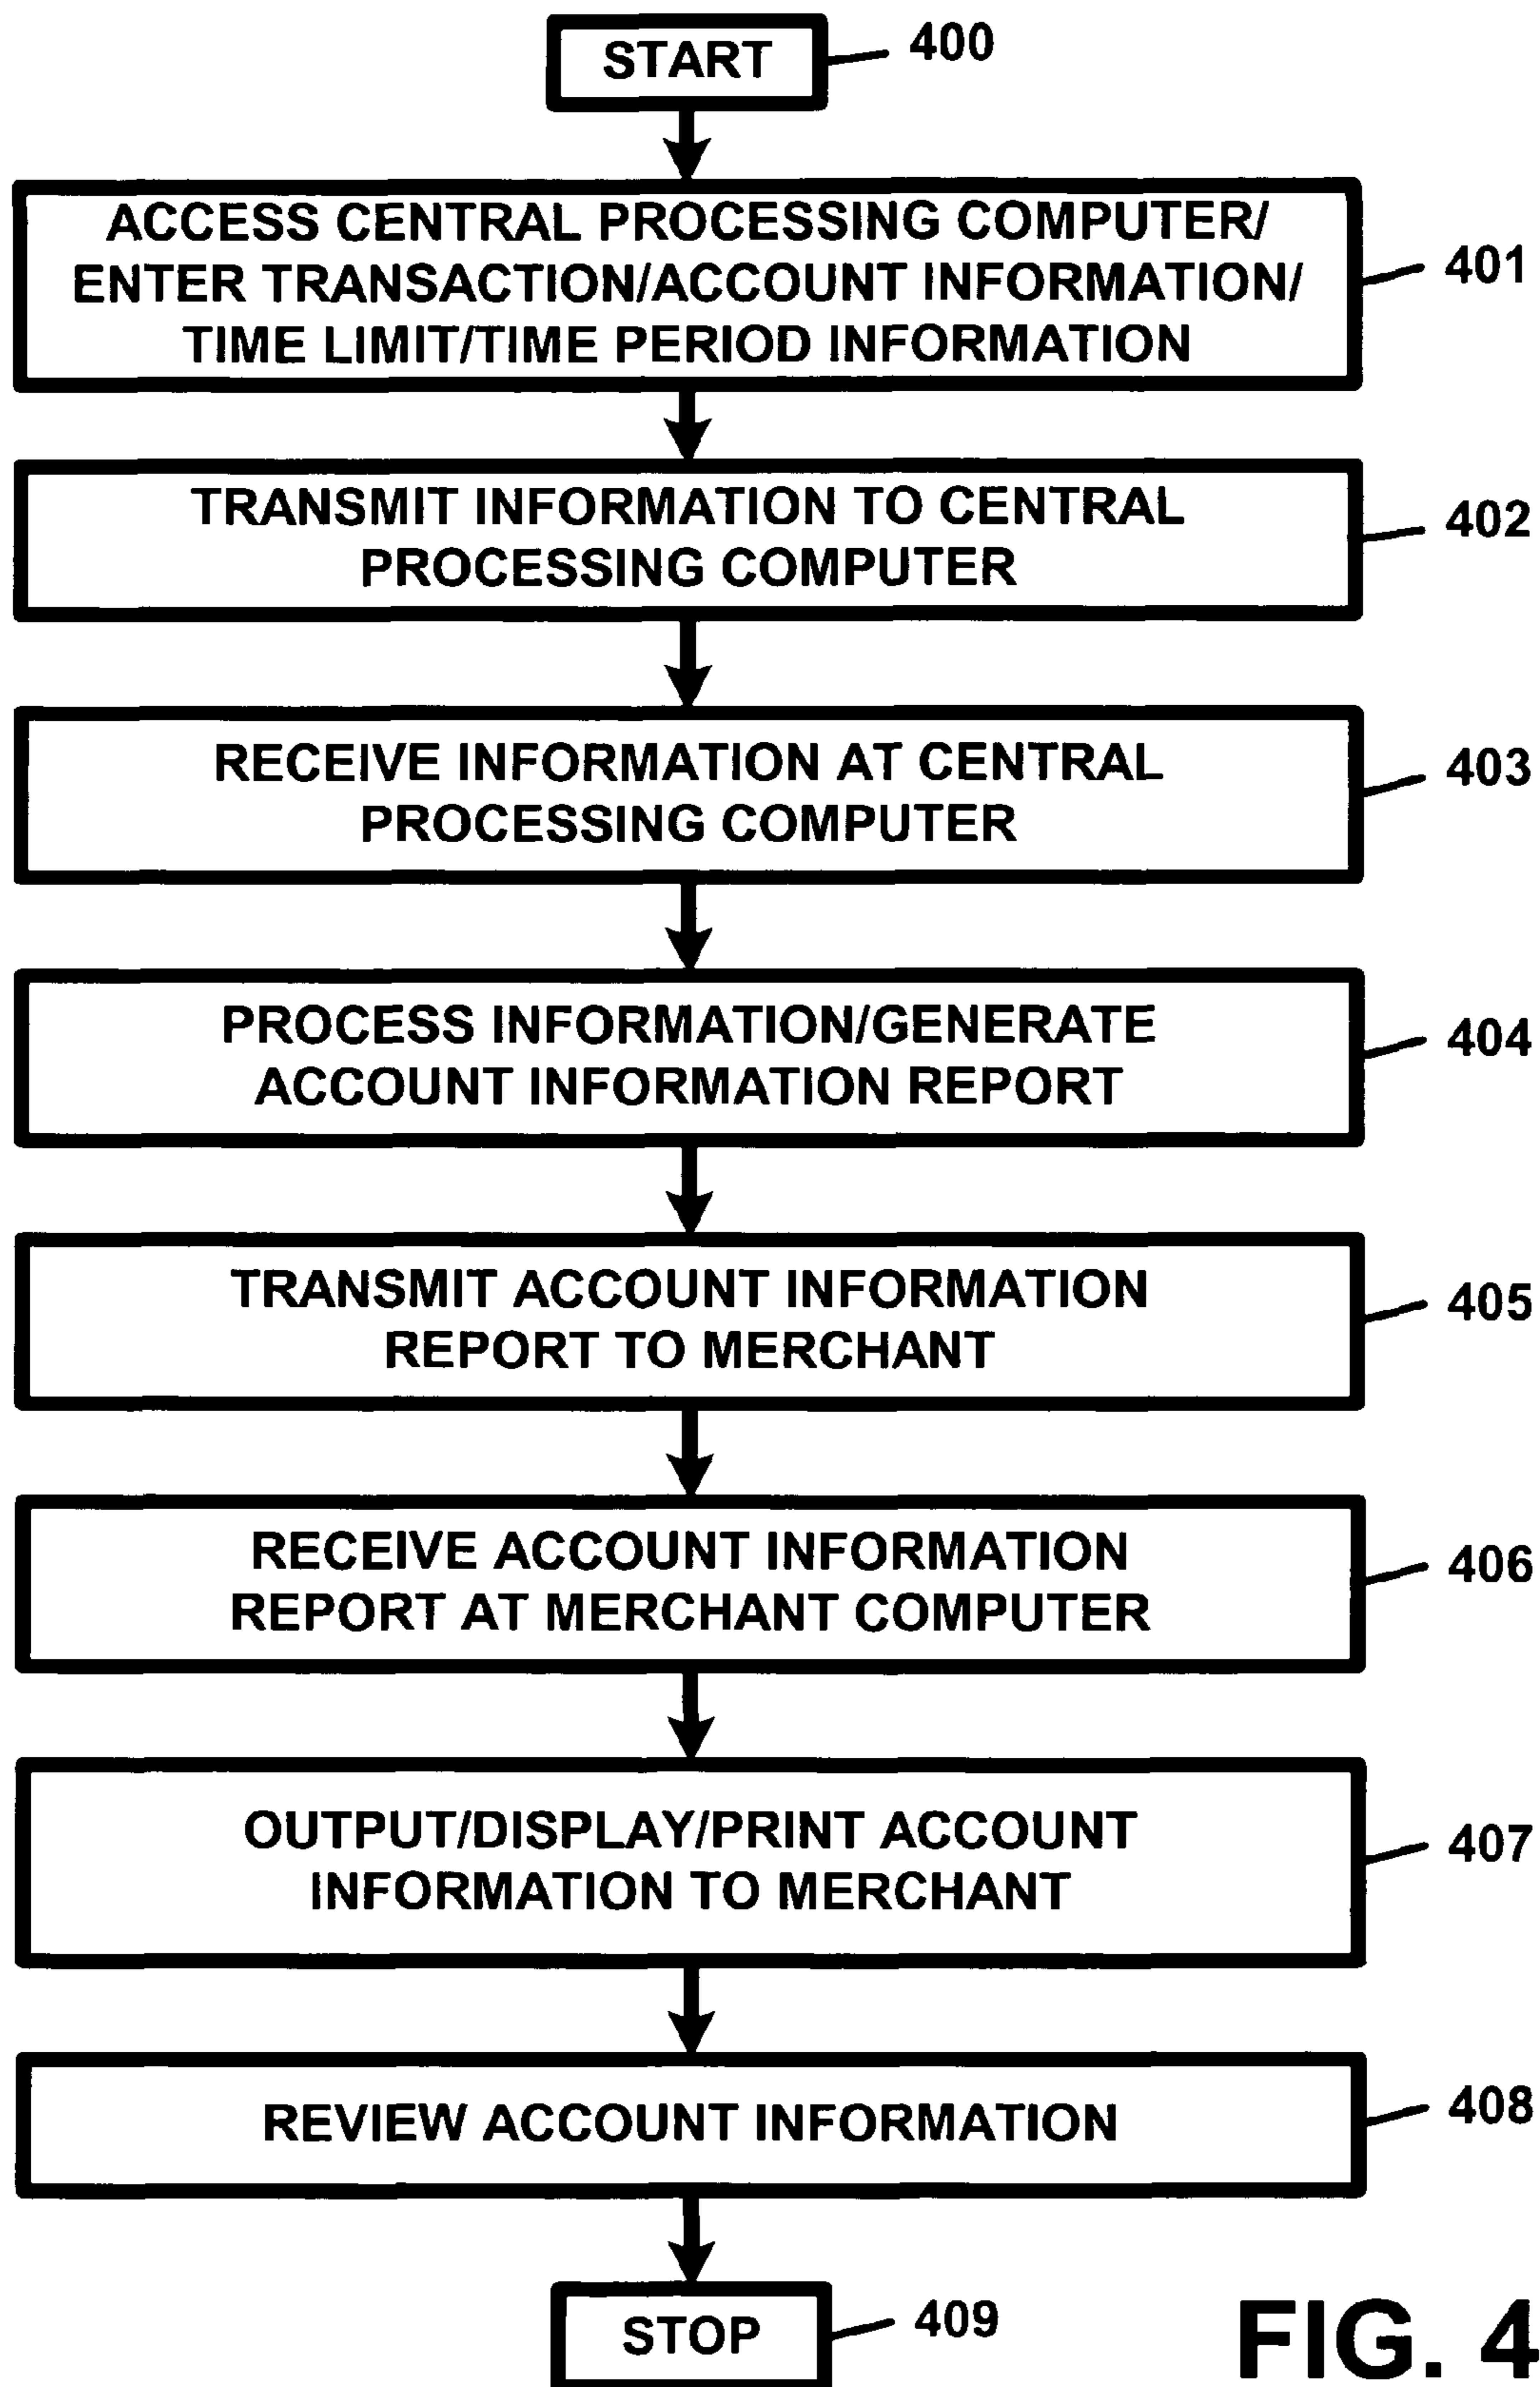 START
400
ACCESS CENTRAL PROCESSING COMPUTER/
ENTER TRANSACTION/ACCOUNT INFORMATION/
TIME LIMIT/TIME PERIOD INFORMATION
401
TRANSMIT INFORMATION TO CENTRAL
PROCESSING COMPUTER
402
RECEIVE INFORMATION AT CENTRAL
PROCESSING COMPUTER
403
PROCESS INFORMATION/GENERATE
ACCOUNT INFORMATION REPORT
404
TRANSMIT ACCOUNT INFORMATION
REPORT TO MERCHANT
405
RECEIVE ACCOUNT INFORMATION
REPORT AT MERCHANT COMPUTER
406
OUTPUT/DISPLAY/PRINT ACCOUNT
INFORMATION TO MERCHANT
407
REVIEW ACCOUNT INFORMATION
408
STOP
409
FIG. 4